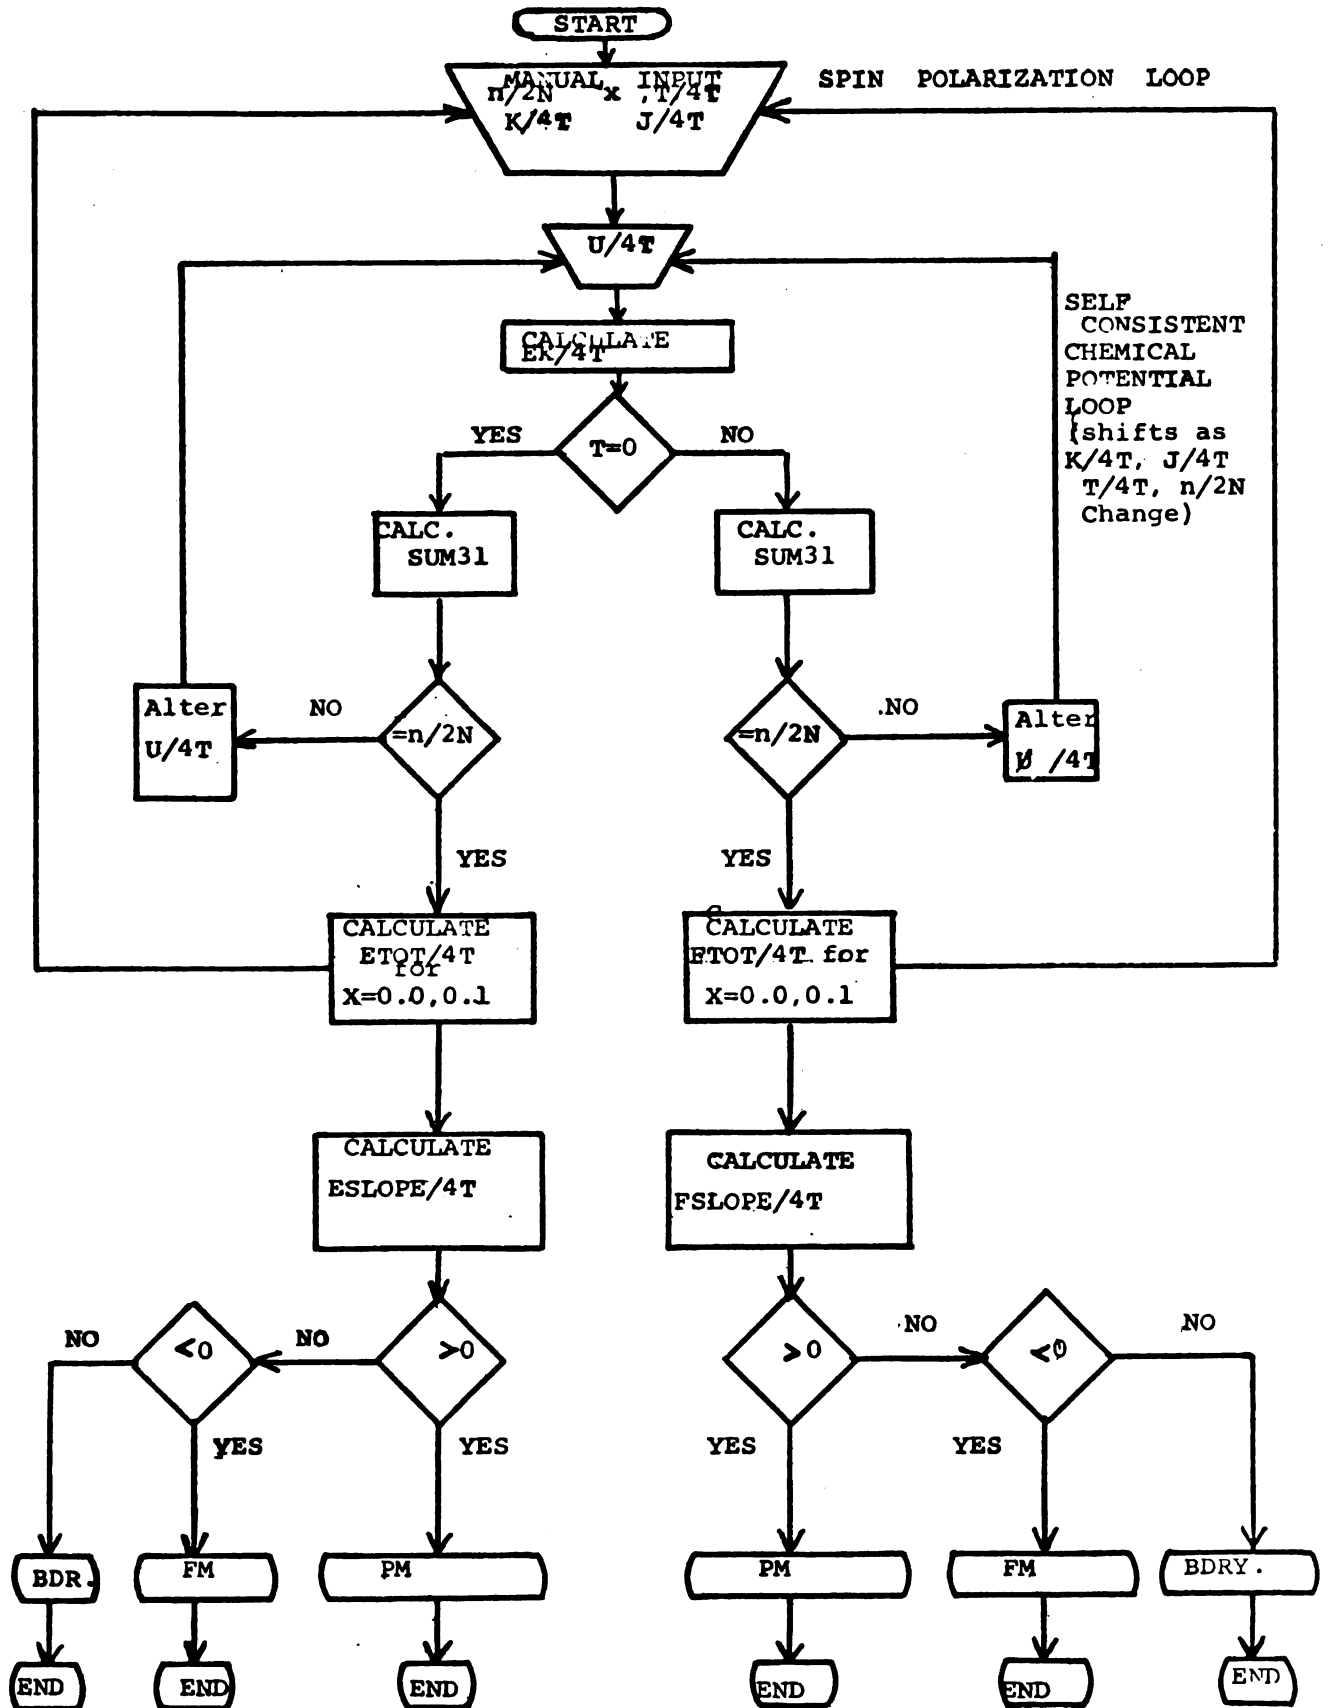 START
MANUAL INPUT
n/2N x ,T/4T
K/4T J/4T
SPIN POLARIZATION LOOP
U/4T
SELF
CONSISTENT
CHEMICAL
POTENTIAL
LOOP
(shifts as
K/4T, J/4T
T/4T, n/2N
Change)
CALCULATE
EK/4T
YES
T=0
NO
CALC.
SUM31
CALC.
SUM31
Alter
U/4T
NO
=n/2N
=n/2N
NO
Alter
U /4T
YES
YES
CALCULATE
ETOT/4T
for
X=0.0,0.1
CALCULATE
FTOT/4T for
X=0.0,0.1
CALCULATE
ESLOPE/4T
CALCULATE
FSLOPE/4T
NO
<0
NO
>0
>0
NO
<0
NO
YES
YES
YES
YES
BDR.
FM
PM
PM
FM
BDRY.
END
END
END
END
END
END